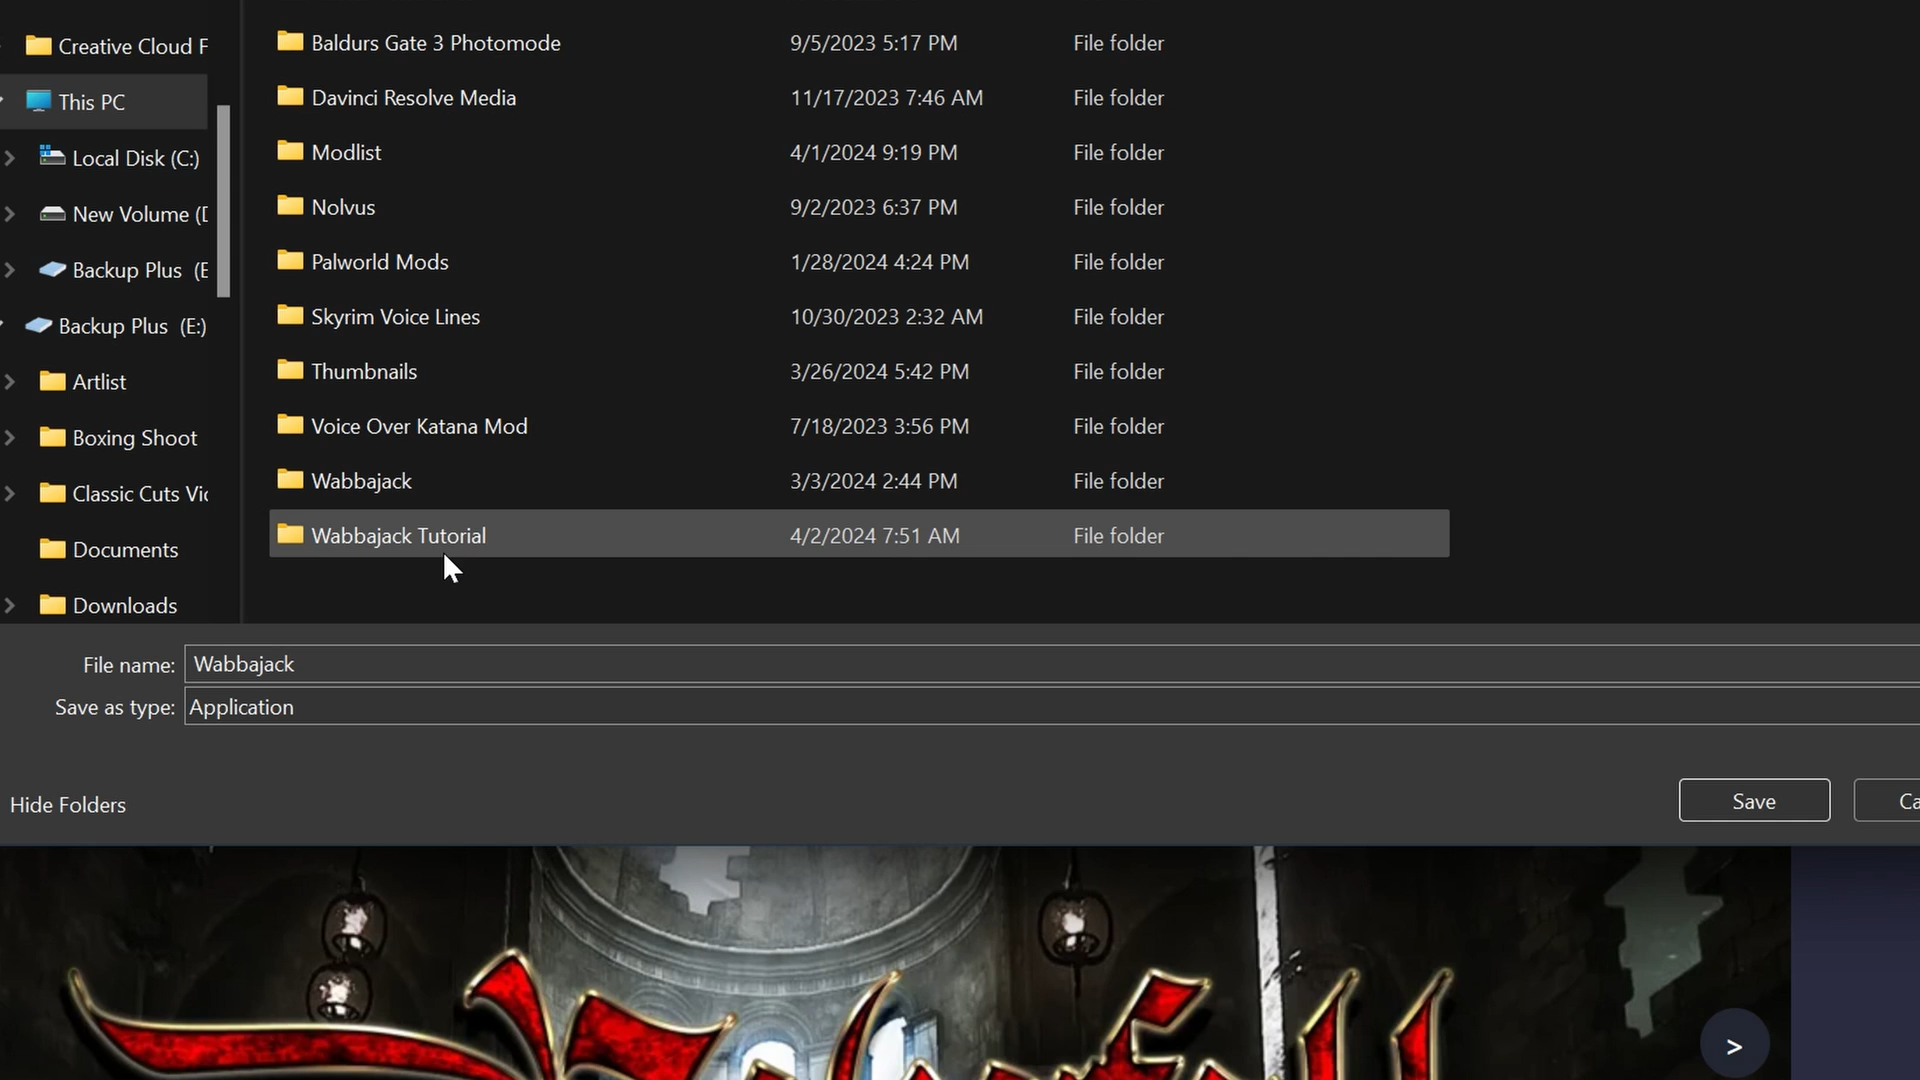 Creative Cloud F
This PC
Local Disk (C:)
New Volume (D
Backup Plus (E
Backup Plus (E:)
Artlist
Boxing Shoot
Classic Cuts Vic
Documents
Downloads
Baldurs Gate 3 Photomode 9/5/2023 5:17 PM File folder
Davinci Resolve Media 11/17/2023 7:46 AM File folder
Modlist 4/1/2024 9:19 PM File folder
Nolvus 9/2/2023 6:37 PM File folder
Palworld Mods 1/28/2024 4:24 PM File folder
Skyrim Voice Lines 10/30/2023 2:32 AM File folder
Thumbnails 3/26/2024 5:42 PM File folder
Voice Over Katana Mod 7/18/2023 3:56 PM File folder
Wabbajack 3/3/2024 2:44 PM File folder
Wabbajack Tutorial 4/2/2024 7:51 AM File folder
File name: Wabbajack
Save as type: Application
Hide Folders
Save
Ca
>